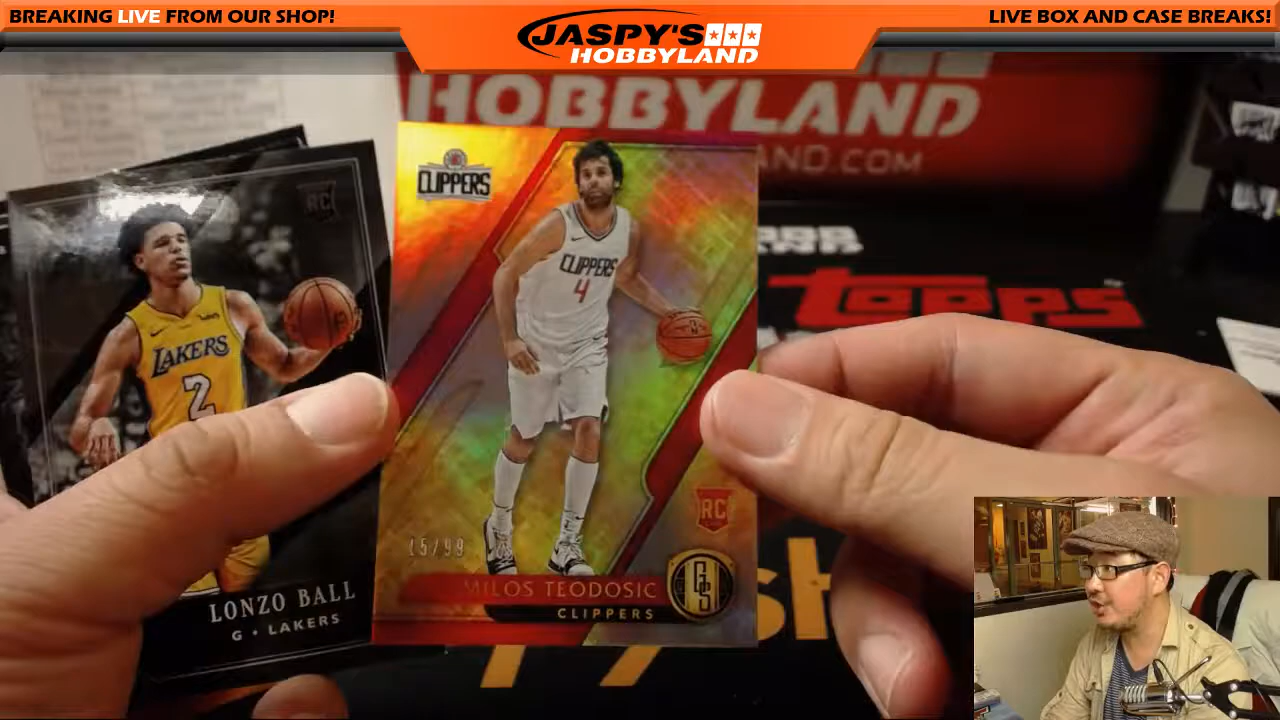 BREAKING LIVE FROM OUR SHOP!
JASPY'S
HOBBYLAND
LIVE BOX AND CASE BREAKS!
HOBBYLAND
AND.COM
topps
RC
LAKERS
2
LONZO BALL
G • LAKERS
CLIPPERS
CLIPPERS
4
RC
15/99
MILOS TEODOSIC
CLIPPERS
GS